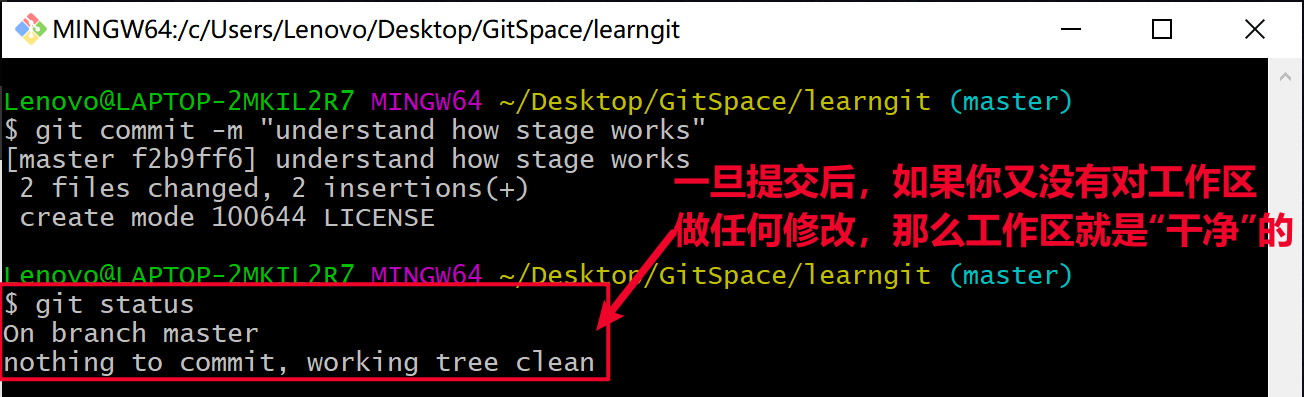 MINGW64:/c/Users/Lenovo/Desktop/GitSpace/learngit
Lenovo@LAPTOP-2MKIL2R7 MINGW64 ~/Desktop/GitSpace/learngit (master)
$ git commit -m "understand how stage works"
[master f2b9ff6] understand how stage works
 2 files changed, 2 insertions(+)
 create mode 100644 LICENSE
一旦提交后，如果你又没有对工作区
做任何修改，那么工作区就是“干净”的
Lenovo@LAPTOP-2MKIL2R7 MINGW64 ~/Desktop/GitSpace/learngit (master)
$ git status
On branch master
nothing to commit, working tree clean